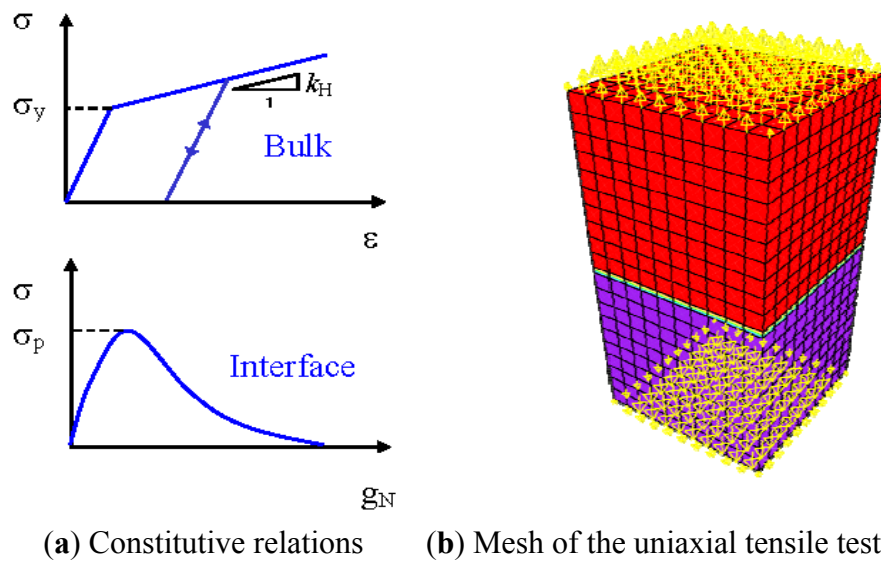 σ
σy
kH
1
Bulk
ε
σ
σp
Interface
gN
(a) Constitutive relations
(b) Mesh of the uniaxial tensile test